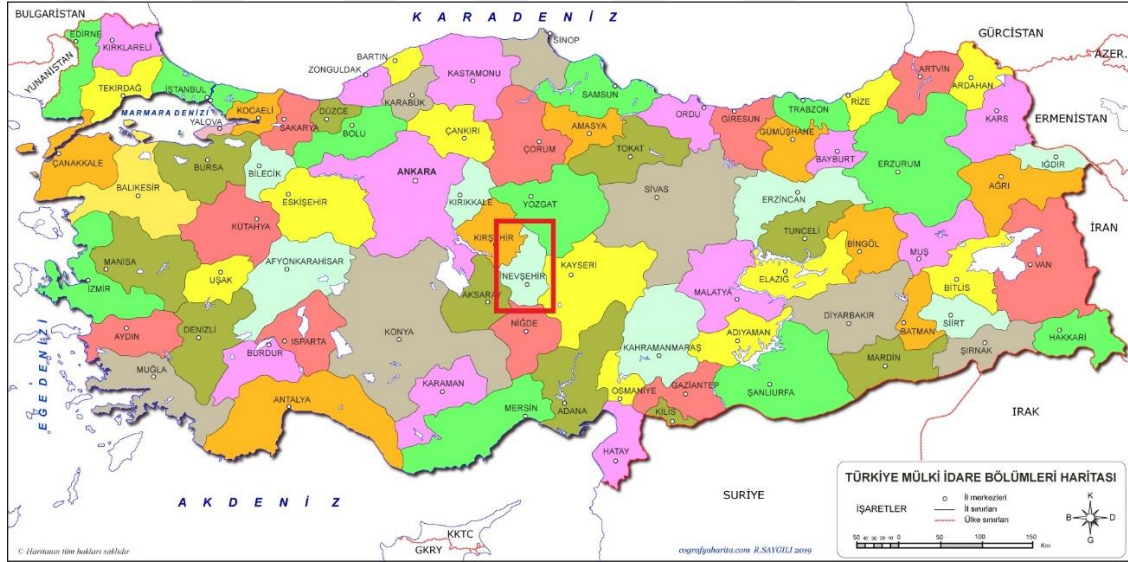 BULGARİSTAN
K A R A D E N İ Z
GÜRCİSTAN
AZER.
ERMENİSTAN
İRAN
IRAK
SURİYE
YUNANİSTAN
MARMARA DENİZİ
EGE DENİZİ
A K D E N İ Z
KKTC
GKRY
EDİRNE
KIRKLARELİ
TEKİRDAĞ
İSTANBUL
KOCAELİ
YALOVA
SAKARYA
DÜZCE
BOLU
ZONGULDAK
BARTIN
KARABÜK
KASTAMONU
SİNOP
ÇANKIRI
SAMSUN
ÇORUM
AMASYA
TOKAT
ORDU
GİRESUN
TRABZON
GÜMÜŞHANE
BAYBURT
RİZE
ARTVİN
ARDAHAN
KARS
IĞDIR
AĞRI
ERZURUM
ERZİNCAN
ÇANAKKALE
BALIKESİR
BURSA
BİLECİK
ESKİŞEHİR
KÜTAHYA
ANKARA
KIRIKKALE
YOZGAT
SİVAS
KIRŞEHİR
NEVŞEHİR
KAYSERİ
AKSARAY
NİĞDE
MANİSA
İZMİR
UŞAK
AFYONKARAHİSAR
AYDIN
DENİZLİ
BURDUR
ISPARTA
KONYA
MUĞLA
ANTALYA
KARAMAN
MERSİN
ADANA
OSMANİYE
HATAY
KİLİS
GAZİANTEP
KAHRAMANMARAŞ
MALATYA
ADIYAMAN
ŞANLIURFA
ELAZIĞ
TUNCELİ
BİNGÖL
MUŞ
BİTLİS
VAN
DİYARBAKIR
BATMAN
SİİRT
MARDİN
ŞIRNAK
HAKKARİ
TÜRKİYE MÜLKİ İDARE BÖLÜMLERİ HARİTASI
İŞARETLER
İl merkezleri
İl sınırları
Ülke sınırları
K
B D
G
50 40 30 20 10 0 50 100 150
Km
© Haritanın tüm hakları saklıdır
cografyaharita.com R.SAYGILI 2019